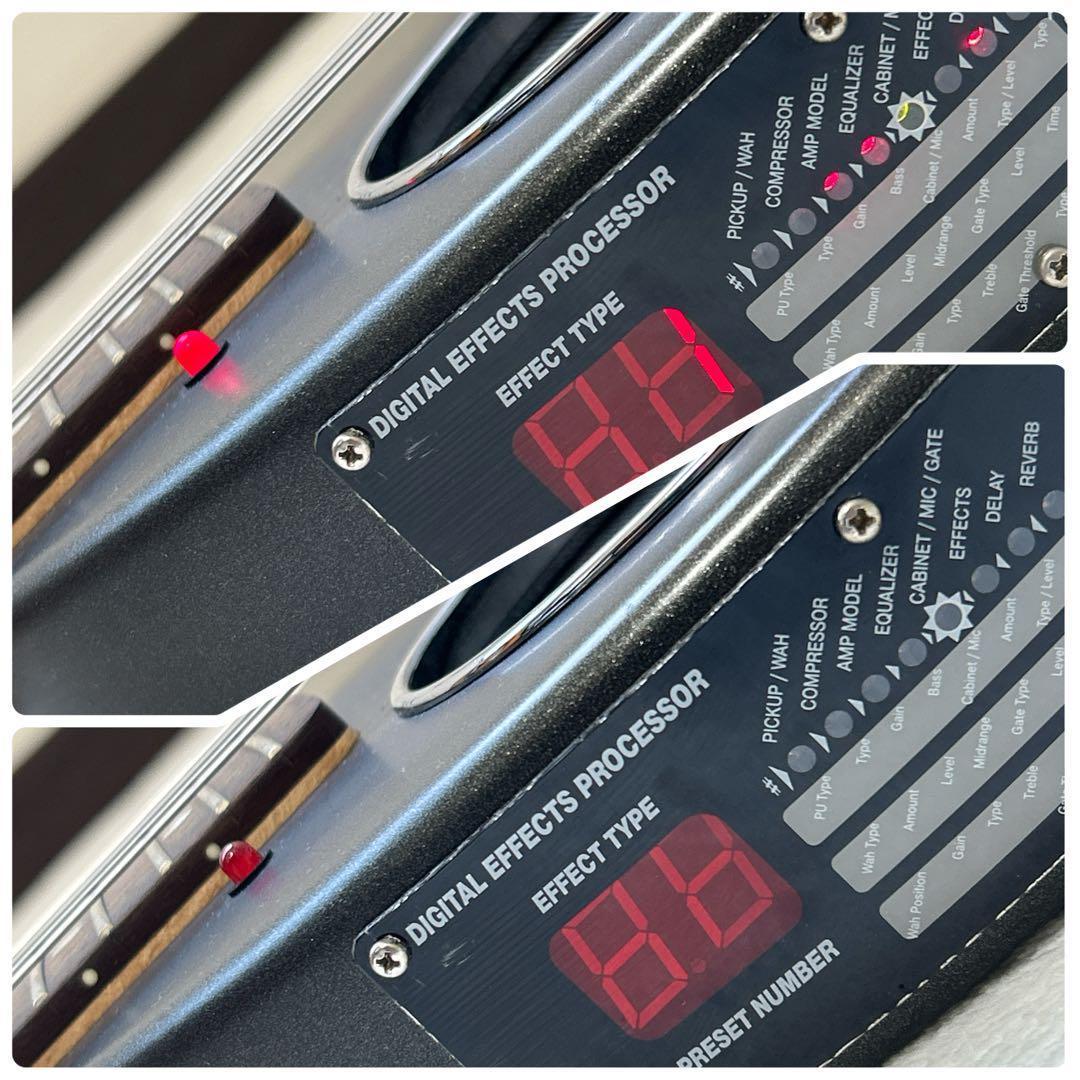 DIGITAL EFFECTS PROCESSOR
EFFECT TYPE
#
PICKUP / WAH
COMPRESSOR
AMP MODEL
EQUALIZER
CABINET /
EFFEC
D
PU Type
Type
Gain
Bass
Cabinet / Mic
Amount
Type / Level
Type
Wah Type
Amount
Level
Midrange
Gate Type
Level
Time
Gain
Type
Treble
Gate Threshold
Type
DIGITAL EFFECTS PROCESSOR
EFFECT TYPE
PRESET NUMBER
#
PICKUP / WAH
COMPRESSOR
AMP MODEL
EQUALIZER
CABINET / MIC / GATE
EFFECTS
DELAY
REVERB
PU Type
Type
Gain
Bass
Cabinet / Mic
Amount
Type / Level
Wah Type
Amount
Level
Midrange
Gate Type
Wah Position
Gain
Type
Treble